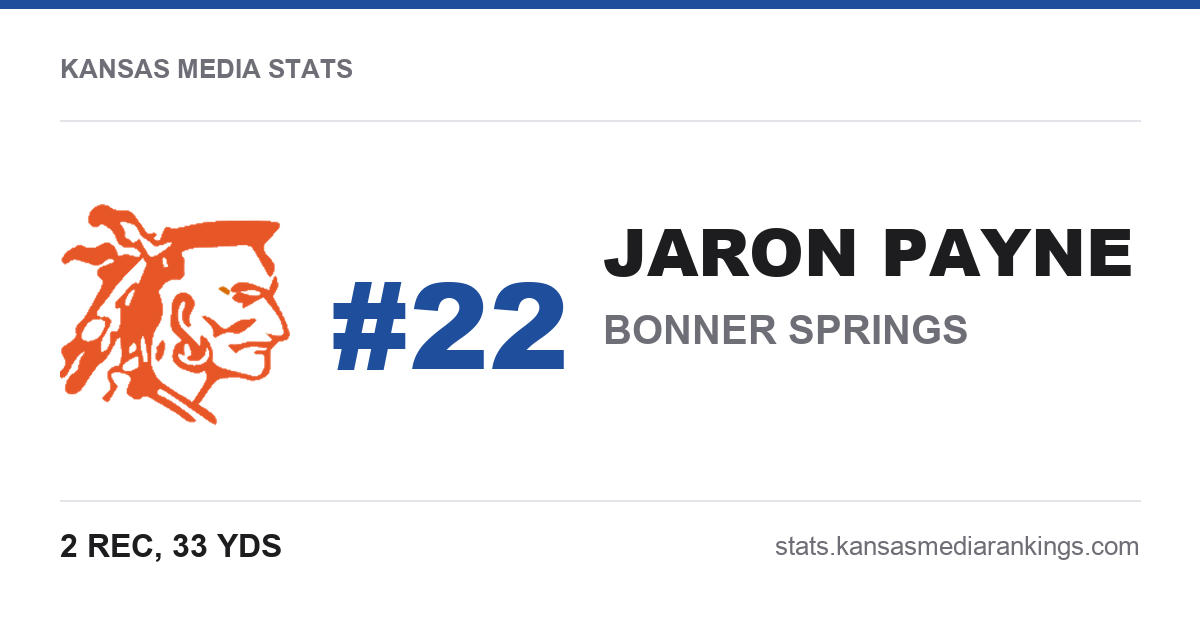 KANSAS MEDIA STATS
#22
JARON PAYNE
BONNER SPRINGS
2 REC, 33 YDS
stats.kansasmediarankings.com